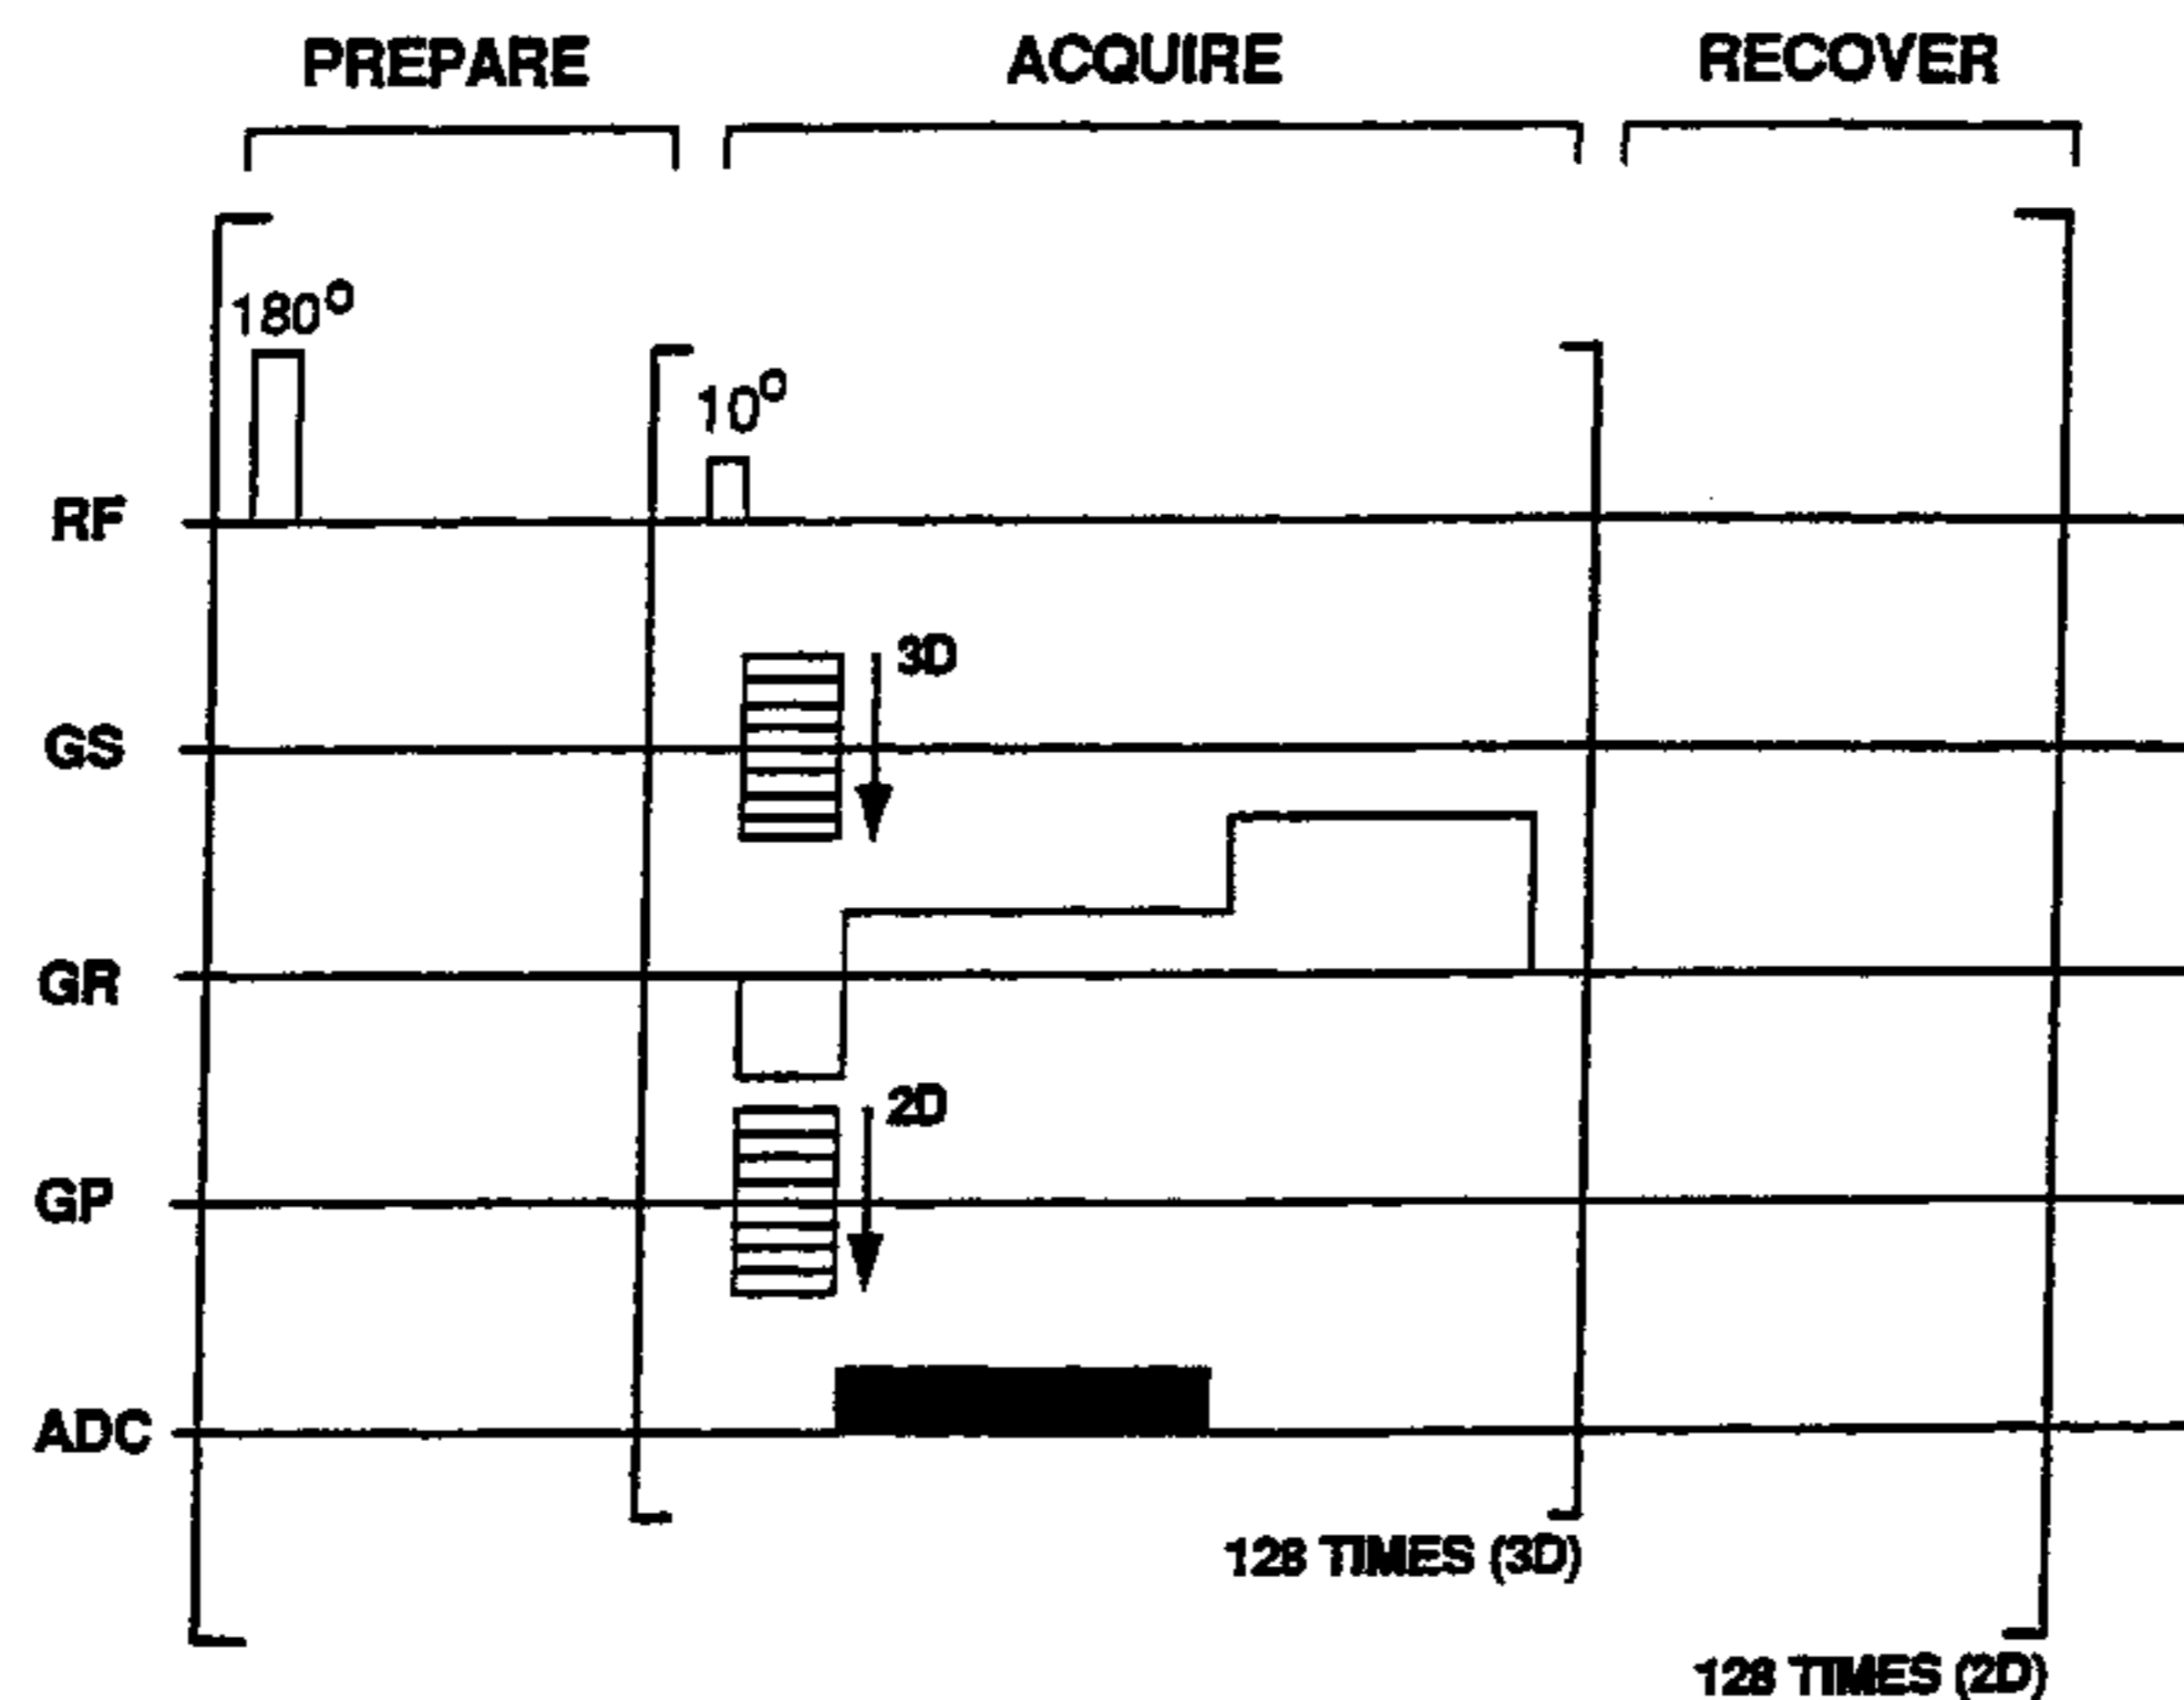 PREPARE ACQUIRE RECOVER
180°
10°
RF
3D
GS
GR
2D
GP
ADC
128 TIMES (3D)
128 TIMES (2D)